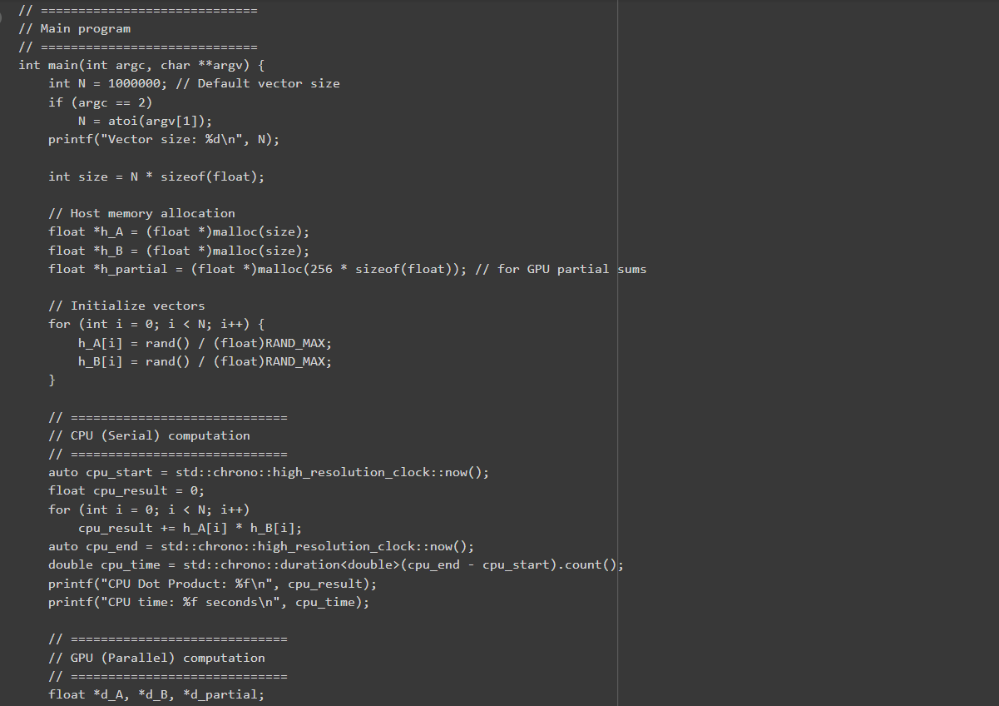 // =============================
// Main program
// =============================
int main(int argc, char **argv) {
    int N = 1000000; // Default vector size
    if (argc == 2)
        N = atoi(argv[1]);
    printf("Vector size: %d\n", N);

    int size = N * sizeof(float);

    // Host memory allocation
    float *h_A = (float *)malloc(size);
    float *h_B = (float *)malloc(size);
    float *h_partial = (float *)malloc(256 * sizeof(float)); // for GPU partial sums

    // Initialize vectors
    for (int i = 0; i < N; i++) {
        h_A[i] = rand() / (float)RAND_MAX;
        h_B[i] = rand() / (float)RAND_MAX;
    }

    // =============================
    // CPU (Serial) computation
    // =============================
    auto cpu_start = std::chrono::high_resolution_clock::now();
    float cpu_result = 0;
    for (int i = 0; i < N; i++)
        cpu_result += h_A[i] * h_B[i];
    auto cpu_end = std::chrono::high_resolution_clock::now();
    double cpu_time = std::chrono::duration<double>(cpu_end - cpu_start).count();
    printf("CPU Dot Product: %f\n", cpu_result);
    printf("CPU time: %f seconds\n", cpu_time);

    // =============================
    // GPU (Parallel) computation
    // =============================
    float *d_A, *d_B, *d_partial;